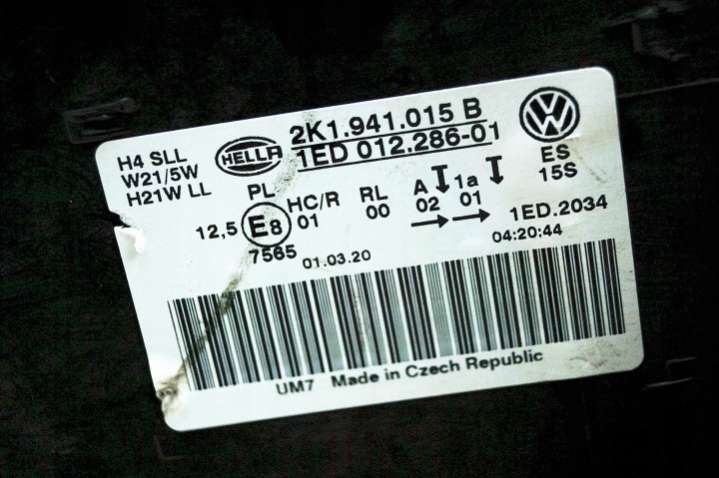 H4 SLL
W21/5W
H21W LL
HELLA
2K1.941.015 B
1ED 012.286-01
VW
ES
15S
PL HC/R RL A 1a
12,5 E8 01 00 02 01 1ED.2034
7565 01.03.20 04:20:44
UM7 Made in Czech Republic